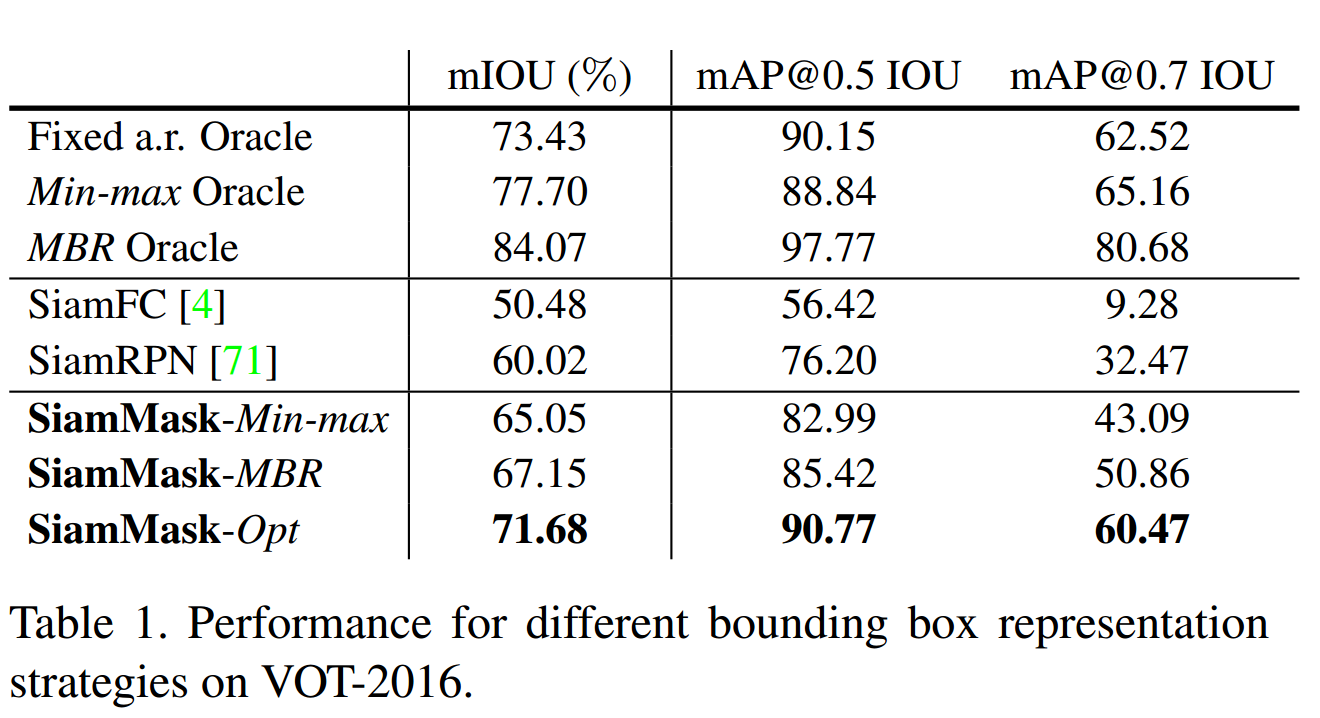 mIOU (%) mAP@0.5 IOU mAP@0.7 IOU
Fixed a.r. Oracle 73.43 90.15 62.52
Min-max Oracle 77.70 88.84 65.16
MBR Oracle 84.07 97.77 80.68
SiamFC [4] 50.48 56.42 9.28
SiamRPN [71] 60.02 76.20 32.47
SiamMask-Min-max 65.05 82.99 43.09
SiamMask-MBR 67.15 85.42 50.86
SiamMask-Opt 71.68 90.77 60.47
Table 1. Performance for different bounding box representation
strategies on VOT-2016.